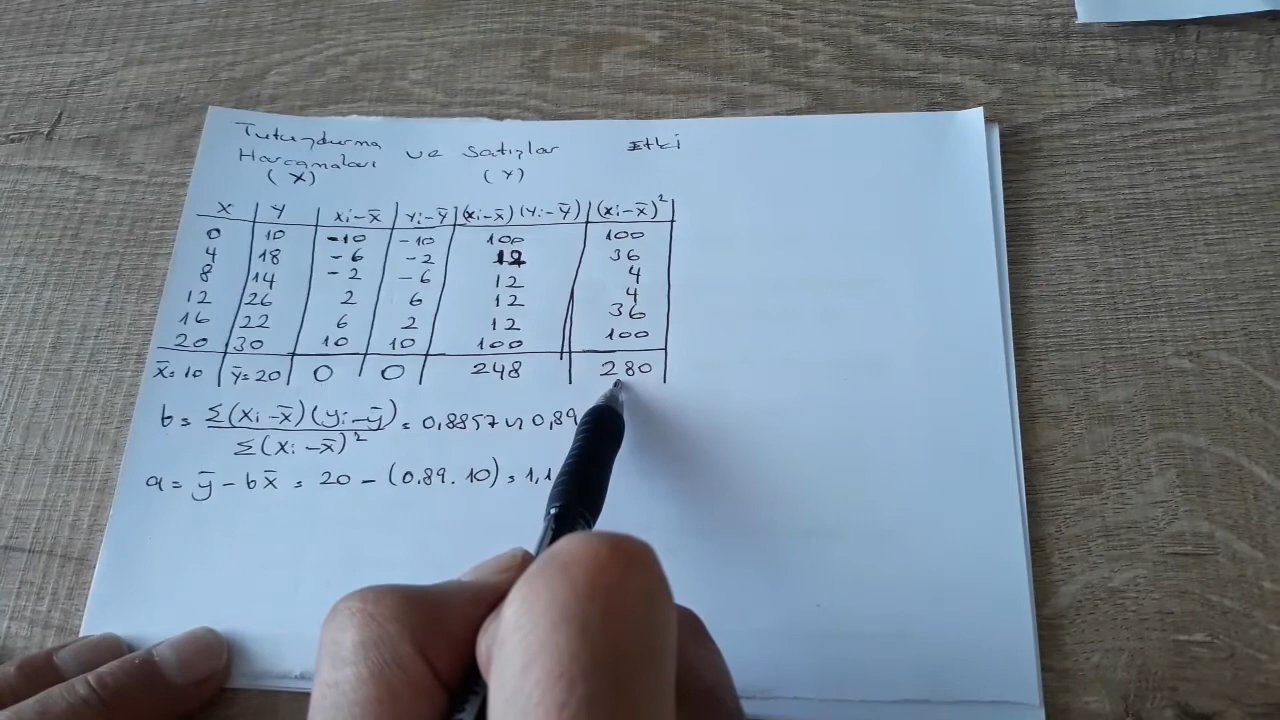 Tutundurma
Harcamaları ve Satışlar Etki
(X) (Y)
X Y xi-x̄ Yi-Ȳ (xi-x̄)(Yi-Ȳ) (xi-x̄)²
0 10 -10 -10 100 100
4 18 -6 -2 12 36
8 14 -2 -6 12 4
12 26 2 6 12 4
16 22 6 2 12 36
20 30 10 10 100 100
x̄=10 Ȳ=20 0 0 248 280
b = Σ(xi-x̄)(yi-ȳ) / Σ(xi-x̄)² = 0,8857 ∽ 0,89
a = ȳ - bx̄ = 20 - (0.89.10) = 1,1